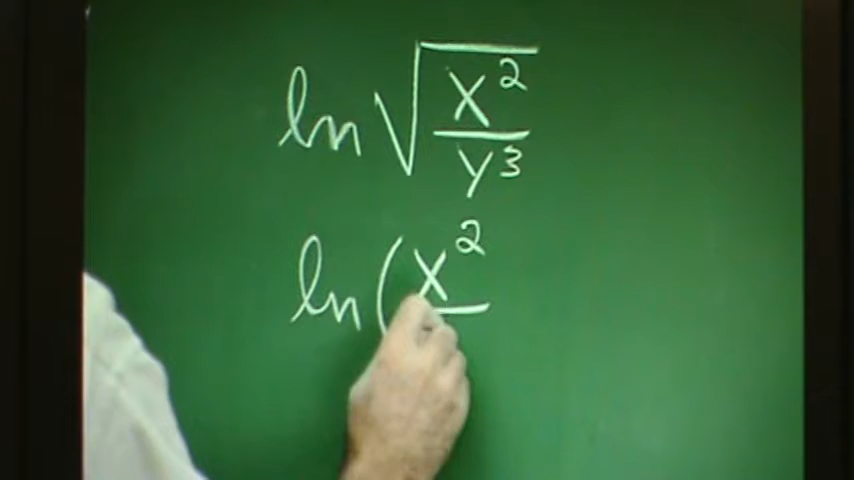 ln √(x²/y³)
ln (x²/